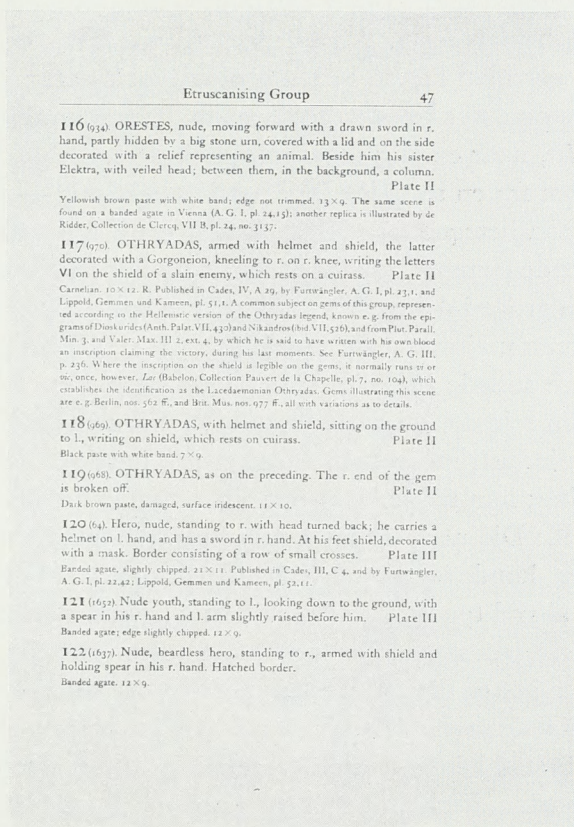 Etruscanising Group 47
116 (934). ORESTES, nude, moving forward with a drawn sword in r.
hand, partly hidden by a big stone urn, covered with a lid and on the side
decorated with a relief representing an animal. Beside him his sister
Elektra, with veiled head; between them, in the background, a column.
Plate II
Yellowish brown paste with white band; edge not trimmed. 13 × 9. The same scene is
found on a banded agate in Vienna (A. G. I, pl. 24,15); another replica is illustrated by de
Ridder, Collection de Clercq, VII B, pl. 24, no. 3137.
117 (970). OTHRYADAS, armed with helmet and shield, the latter
decorated with a Gorgoneion, kneeling to r. on r. knee, writing the letters
VI on the shield of a slain enemy, which rests on a cuirass. Plate II
Carnelian. 10 × 12. R. Published in Cades, IV, A 29, by Furtwängler, A. G. I, pl. 23,1, and
Lippold, Gemmen und Kameen, pl. 51,1. A common subject on gems of this group, represen-
ted according to the Hellenistic version of the Othryadas legend, known e. g. from the epi-
grams of Dioskurides (Anth. Palat. VII, 430) and Nikandros (ibid. VII, 526), and from Plut. Parall.
Min. 3, and Valer. Max. III 2, ext. 4, by which he is said to have written with his own blood
an inscription claiming the victory, during his last moments. See Furtwängler, A. G. III,
p. 236. Where the inscription on the shield is legible on the gems, it normally runs vi or
vic, once, however, (Babelon, Collection Pauvert de la Chapelle, pl. 7, no. 104), which
establishes the identification as the Lacedaemonian Othryadas. Gems illustrating this scene
are e. g. Berlin, nos. 562 ff., and Brit. Mus. nos. 977 ff., all with variations as to details.
118 (969). OTHRYADAS, with helmet and shield, sitting on the ground
to l., writing on shield, which rests on cuirass. Plate II
Black paste with white band. 7 × 9.
119 (968). OTHRYADAS, as on the preceding. The r. end of the gem
is broken off. Plate II
Dark brown paste, damaged, surface iridescent. 11 × 10.
120 (64). Hero, nude, standing to r. with head turned back; he carries a
helmet on l. hand, and has a sword in r. hand. At his feet shield, decorated
with a mask. Border consisting of a row of small crosses. Plate III
Banded agate, slightly chipped. 21 × 11. Published in Cades, III, C 4, and by Furtwängler,
A. G. I, pl. 22,42; Lippold, Gemmen und Kameen, pl. 52,11.
121 (1652). Nude youth, standing to l., looking down to the ground, with
a spear in his r. hand and l. arm slightly raised before him. Plate III
Banded agate; edge slightly chipped. 12 × 9.
122 (1637). Nude, beardless hero, standing to r., armed with shield and
holding spear in his r. hand. Hatched border.
Banded agate. 12 × 9.